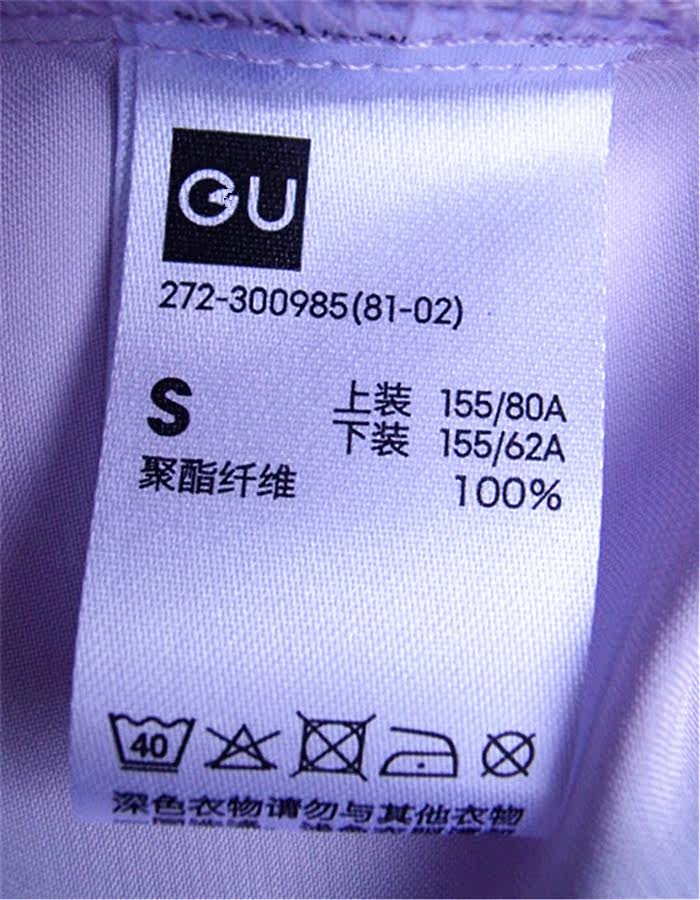 GU
272-300985(81-02)
S
上装 155/80A
下装 155/62A
聚酯纤维 100%
40
深色衣物请勿与其他衣物